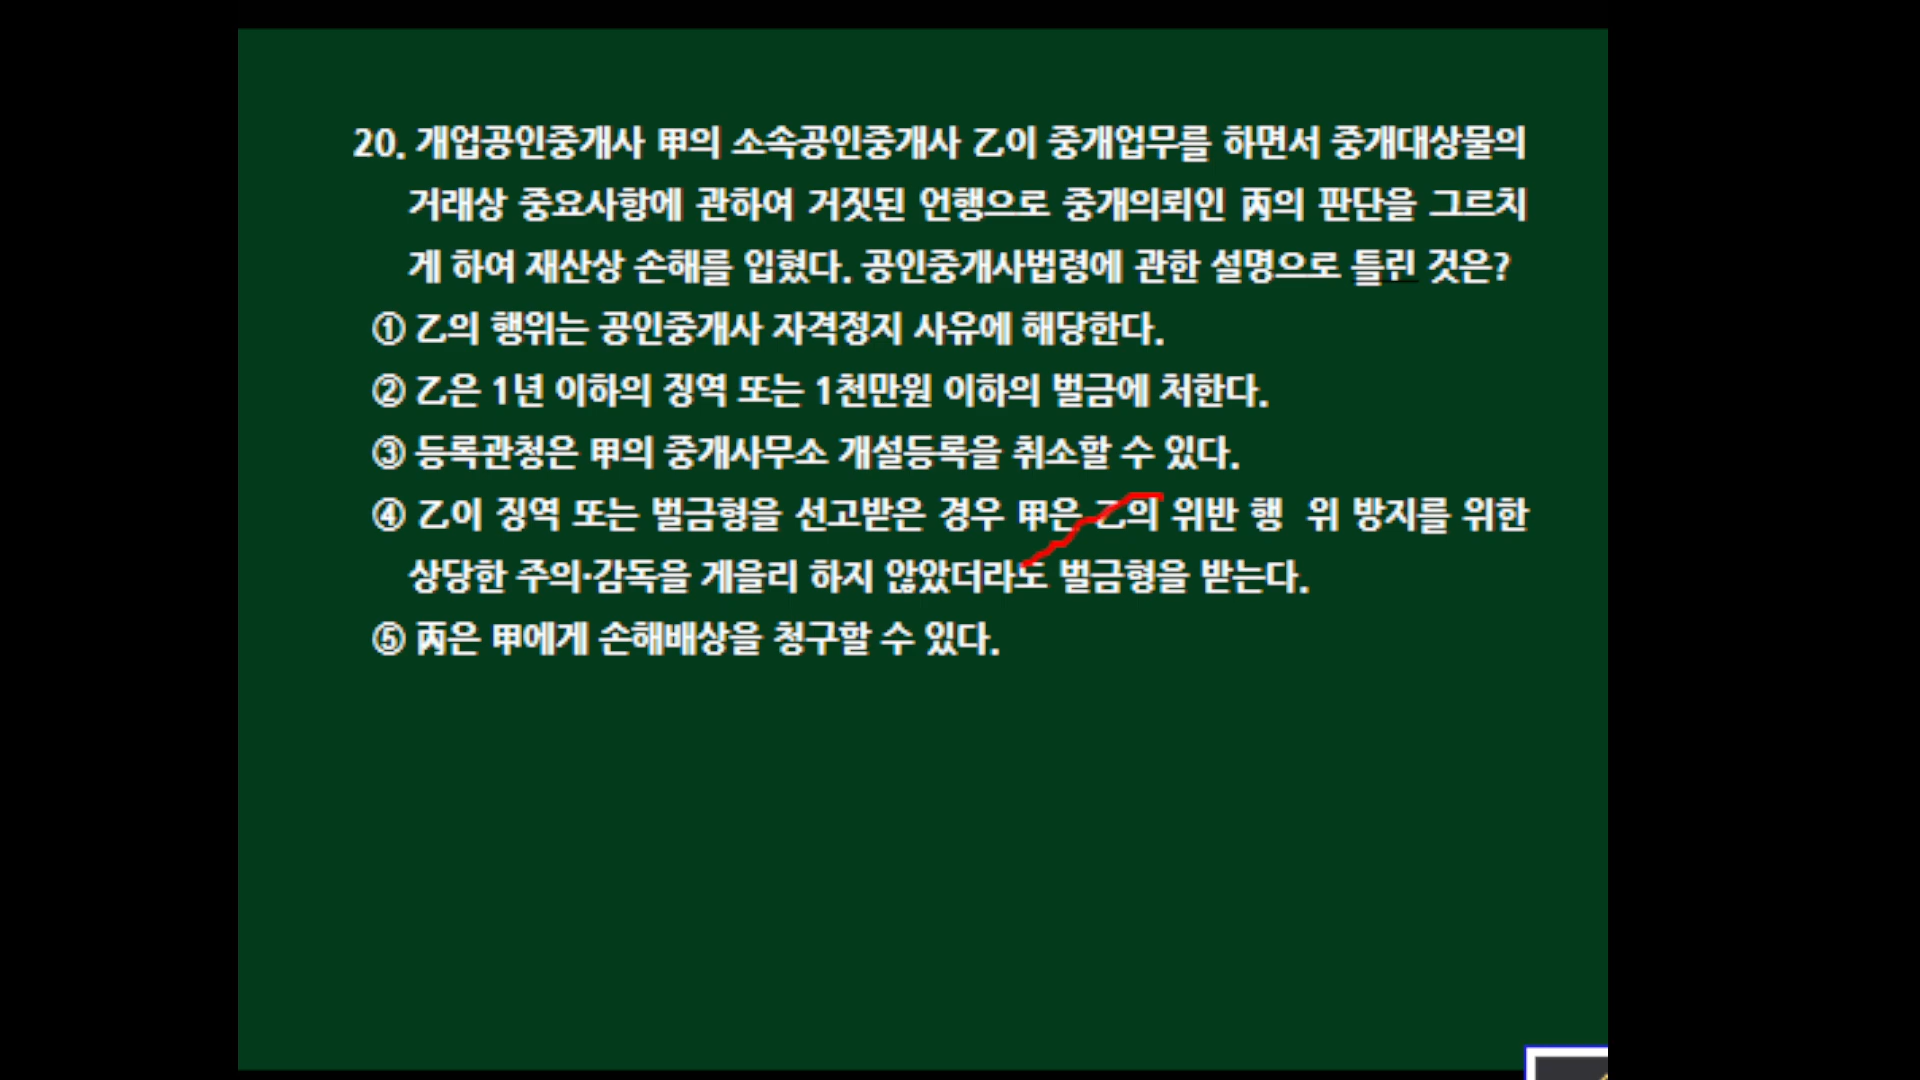 20. 개업공인중개사 甲의 소속공인중개사 乙이 중개업무를 하면서 중개대상물의
거래상 중요사항에 관하여 거짓된 언행으로 중개의뢰인 丙의 판단을 그르치
게 하여 재산상 손해를 입혔다. 공인중개사법령에 관한 설명으로 틀린 것은?
① 乙의 행위는 공인중개사 자격정지 사유에 해당한다.
② 乙은 1년 이하의 징역 또는 1천만원 이하의 벌금에 처한다.
③ 등록관청은 甲의 중개사무소 개설등록을 취소할 수 있다.
④ 乙이 징역 또는 벌금형을 선고받은 경우 甲은 乙의 위반 행 위 방지를 위한
상당한 주의·감독을 게을리 하지 않았더라도 벌금형을 받는다.
⑤ 丙은 甲에게 손해배상을 청구할 수 있다.